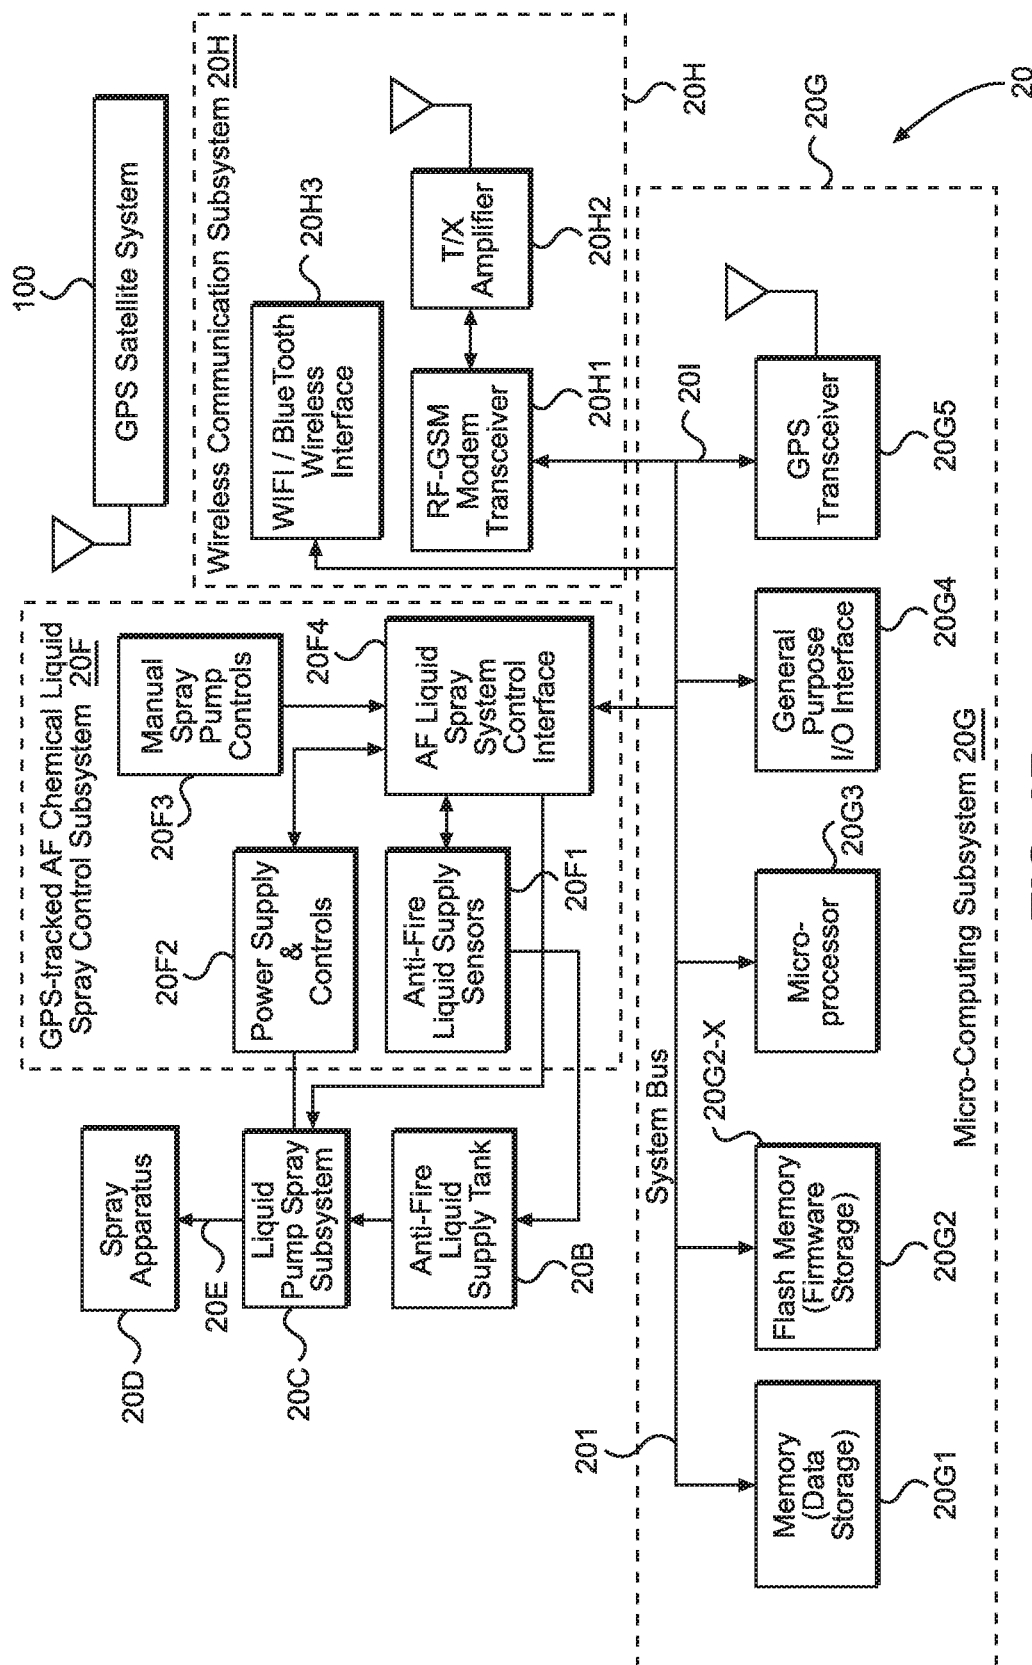 100
GPS Satellite System
Wireless Communication Subsystem 20H
20H3
WIFI / BlueTooth
Wireless
Interface
T/X
Amplifier
20H2
RF-GSM
Modem
Transceiver
20H1
20H
GPS-tracked AF Chemical Liquid
Spray Control Subsystem 20F
Manual
Spray
Pump
Controls
20F3
20F4
AF Liquid
Spray
System
Control
Interface
20F2
Power Supply
&
Controls
Anti-Fire
Liquid Supply
Sensors
20F1
Spray
Apparatus
20D
20E
Liquid
Pump Spray
Subsystem
20C
Anti-Fire
Liquid
Supply Tank
20B
System Bus
201
20I
20G
20
Memory
(Data
Storage)
20G1
Flash Memory
(Firmware
Storage)
20G2
20G2-X
Micro-
processor
20G3
General
Purpose
I/O Interface
20G4
GPS
Transceiver
20G5
Micro-Computing Subsystem 20G